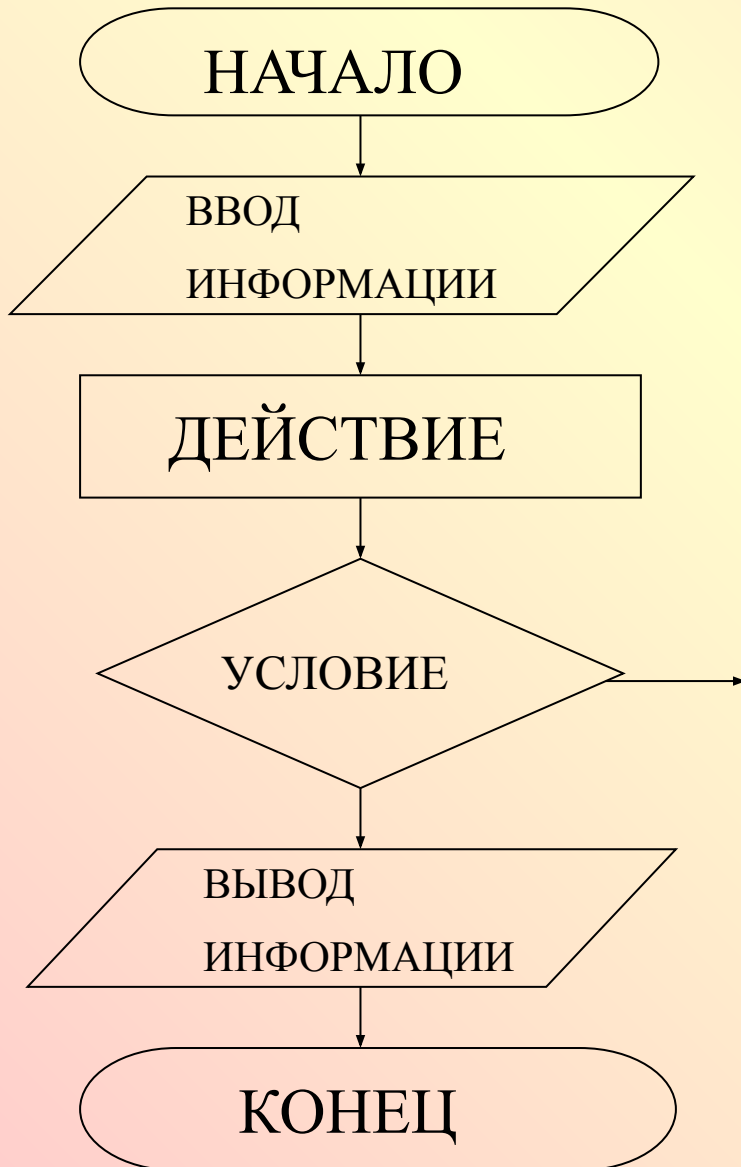 НАЧАЛО
ВВОД
ИНФОРМАЦИИ
ДЕЙСТВИЕ
УСЛОВИЕ
ВЫВОД
ИНФОРМАЦИИ
КОНЕЦ